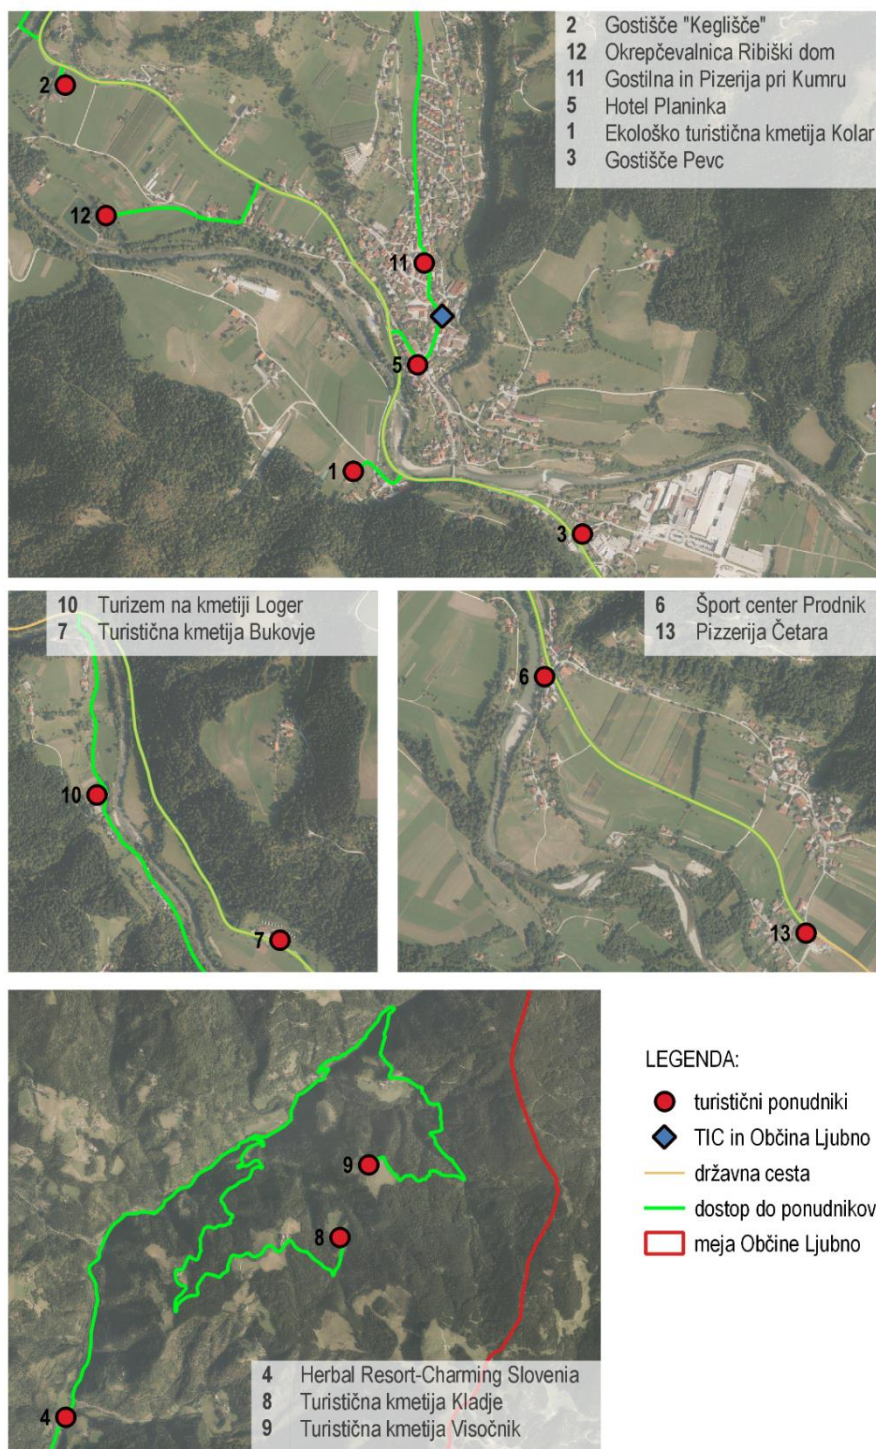 2 Gostišče "Keglišče"
12 Okrepčevalnica Ribiški dom
11 Gostilna in Pizerija pri Kumru
5 Hotel Planinka
1 Ekološko turistična kmetija Kolar
3 Gostišče Pevc
2
12
11
5
1
3
10 Turizem na kmetiji Loger
7 Turistična kmetija Bukovje
10
7
6 Šport center Prodnik
13 Pizzerija Četara
6
13
9
8
4
4 Herbal Resort-Charming Slovenia
8 Turistična kmetija Kladje
9 Turistična kmetija Visočnik
LEGENDA:
turistični ponudniki
TIC in Občina Ljubno
državna cesta
dostop do ponudnikov
meja Občine Ljubno